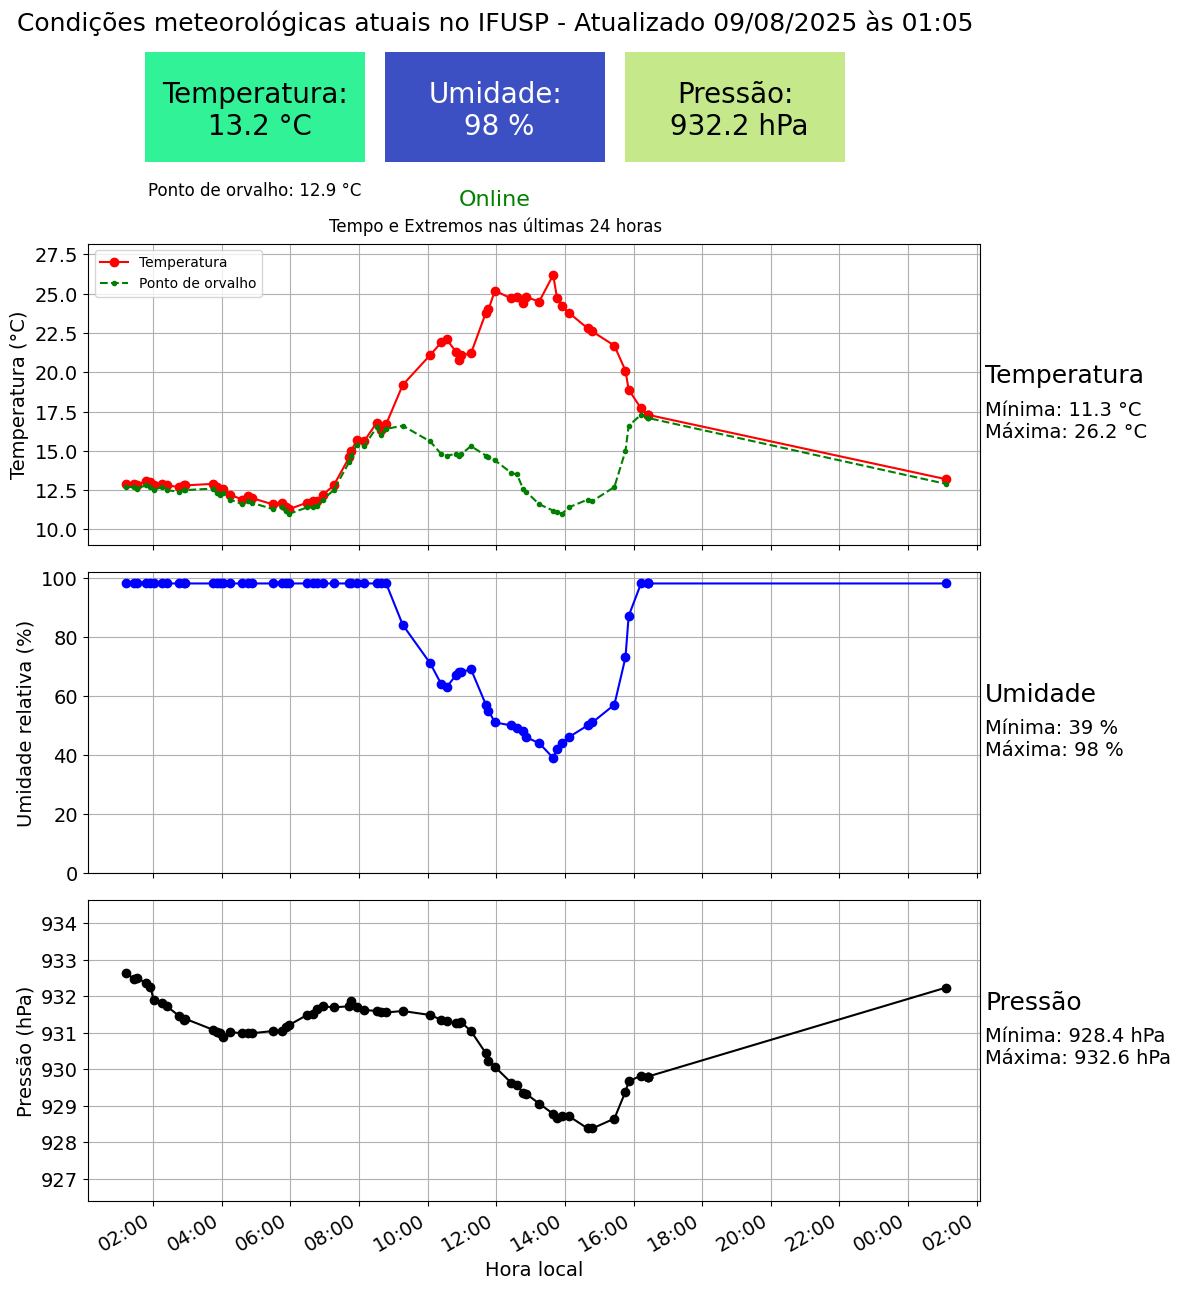 Condições meteorológicas atuais no IFUSP - Atualizado 09/08/2025 às 01:05
Temperatura:
13.2 °C
Umidade:
98 %
Pressão:
932.2 hPa
Ponto de orvalho: 12.9 °C
Online
Tempo e Extremos nas últimas 24 horas
Temperatura
Ponto de orvalho
Temperatura (°C)
27.5
25.0
22.5
20.0
17.5
15.0
12.5
10.0
Temperatura
Mínima: 11.3 °C
Máxima: 26.2 °C
Umidade relativa (%)
100
80
60
40
20
0
Umidade
Mínima: 39 %
Máxima: 98 %
Pressão (hPa)
934
933
932
931
930
929
928
927
Pressão
Mínima: 928.4 hPa
Máxima: 932.6 hPa
02:00 04:00 06:00 08:00 10:00 12:00 14:00 16:00 18:00 20:00 22:00 00:00 02:00
Hora local